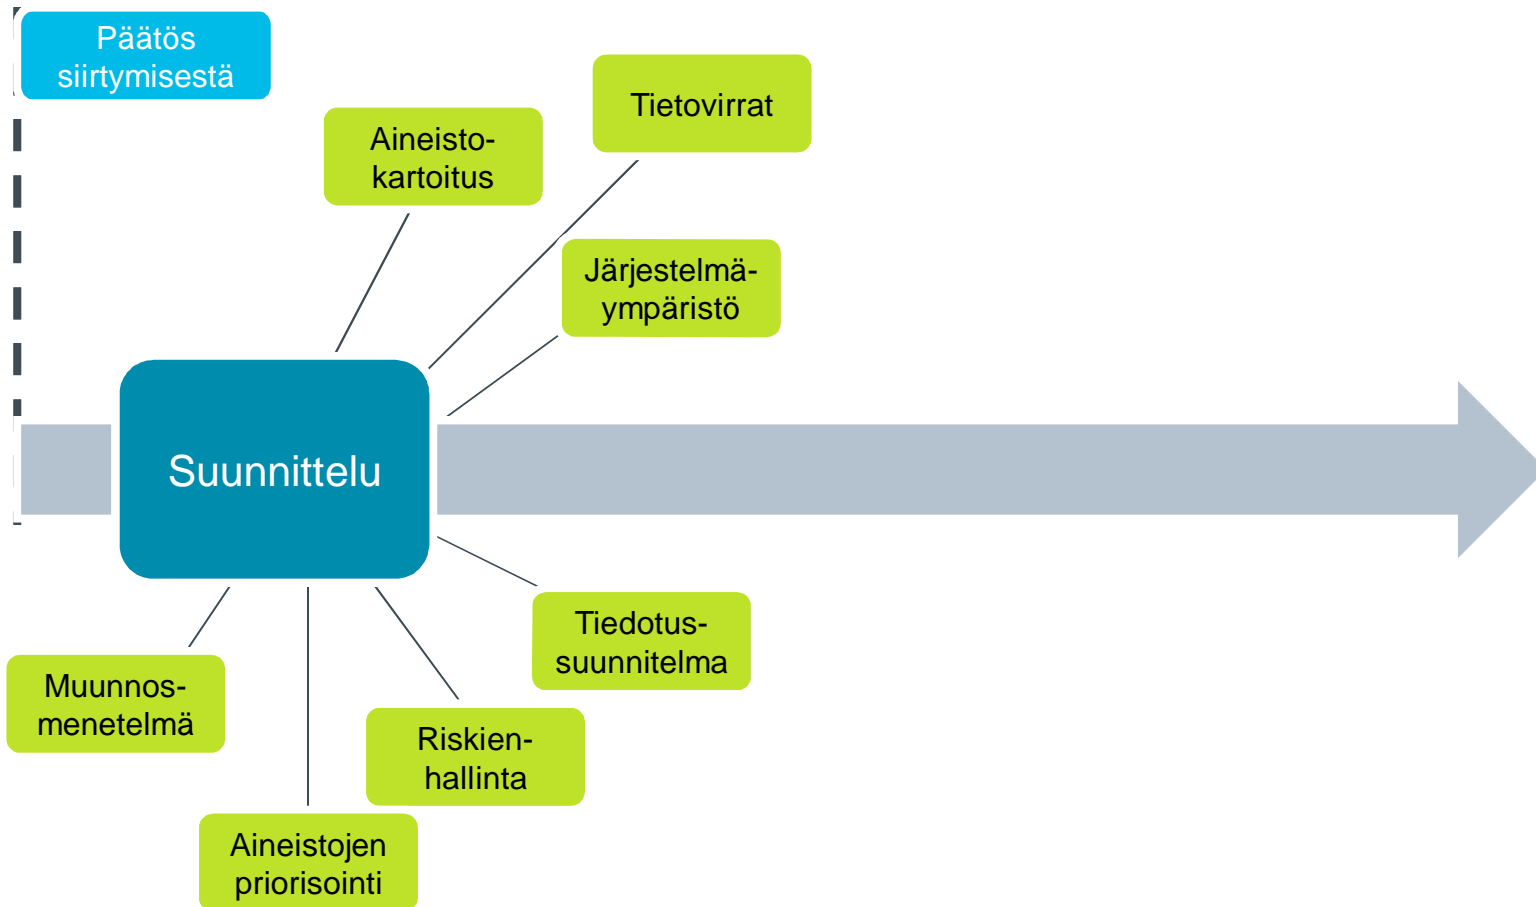 Päätös
siirtymisestä
Tietovirrat
Aineisto-
kartoitus
Järjestelmä-
ympäristö
Suunnittelu
Tiedotus-
suunnitelma
Muunnos-
menetelmä
Riskien-
hallinta
Aineistojen
priorisointi